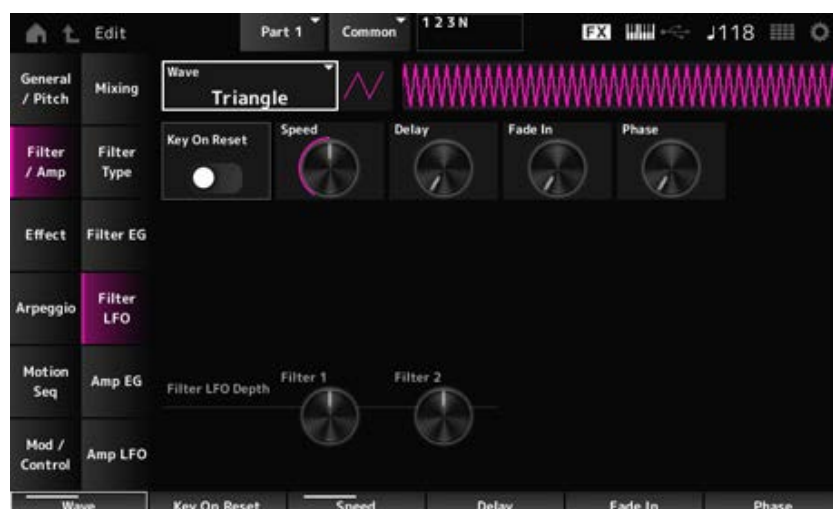 Edit
Part 1
Common
1 2 3 N
FX
♩118
General / Pitch
Mixing
Wave
Triangle
Filter / Amp
Filter Type
Key On Reset
Speed
Delay
Fade In
Phase
Effect
Filter EG
Arpeggio
Filter LFO
Motion Seq
Amp EG
Filter LFO Depth
Filter 1
Filter 2
Mod / Control
Amp LFO
Wave
Key On Reset
Speed
Delay
Fade In
Phase